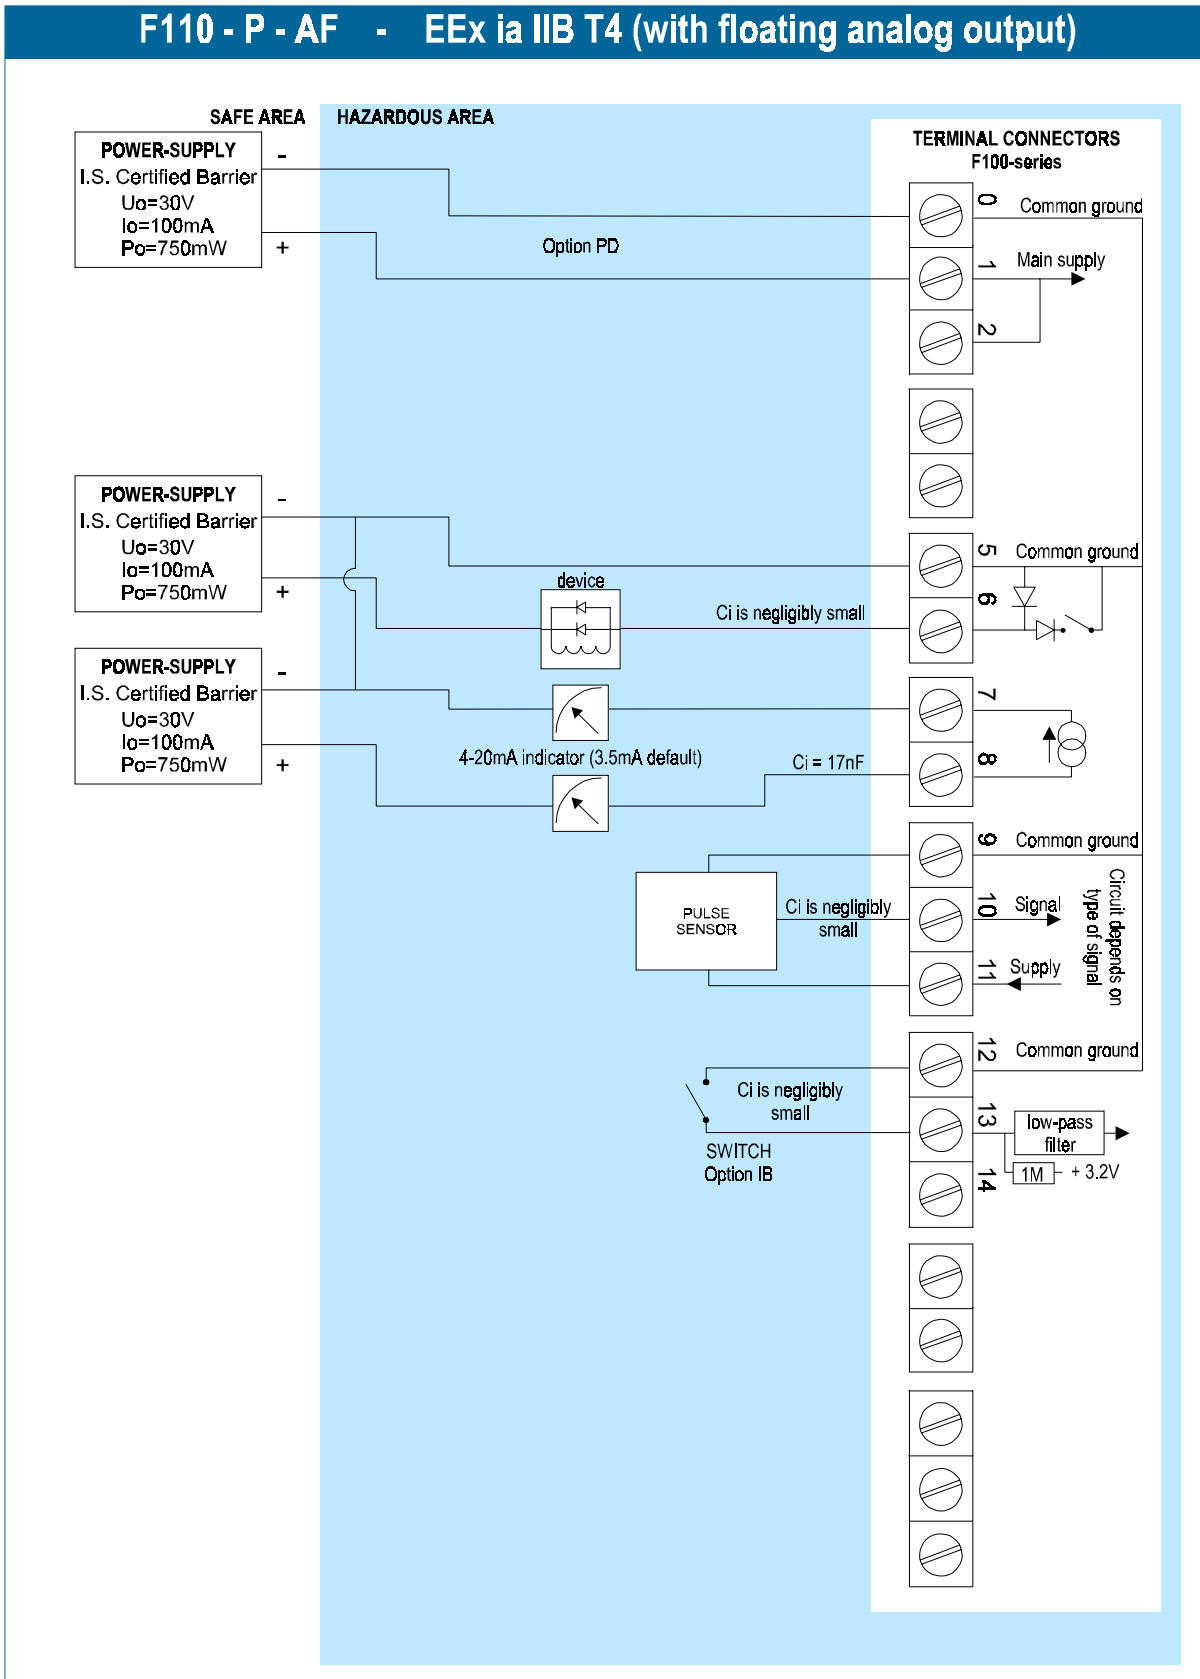 F110 - P - AF - EEx ia IIB T4 (with floating analog output)
SAFE AREA
HAZARDOUS AREA
TERMINAL CONNECTORS
F100-series
POWER-SUPPLY
I.S. Certified Barrier
Uo=30V
Io=100mA
Po=750mW
-
+
Option PD
0
Common ground
1
Main supply
2
POWER-SUPPLY
I.S. Certified Barrier
Uo=30V
Io=100mA
Po=750mW
-
+
device
Ci is negligibly small
5
Common ground
6
POWER-SUPPLY
I.S. Certified Barrier
Uo=30V
Io=100mA
Po=750mW
-
+
4-20mA indicator (3.5mA default)
Ci = 17nF
7
8
PULSE
SENSOR
Ci is negligibly
small
9
Common ground
10
Signal
11
Supply
Circuit depends on
type of signal
Ci is negligibly
small
SWITCH
Option IB
12
Common ground
13
low-pass
filter
14
1M
+ 3.2V